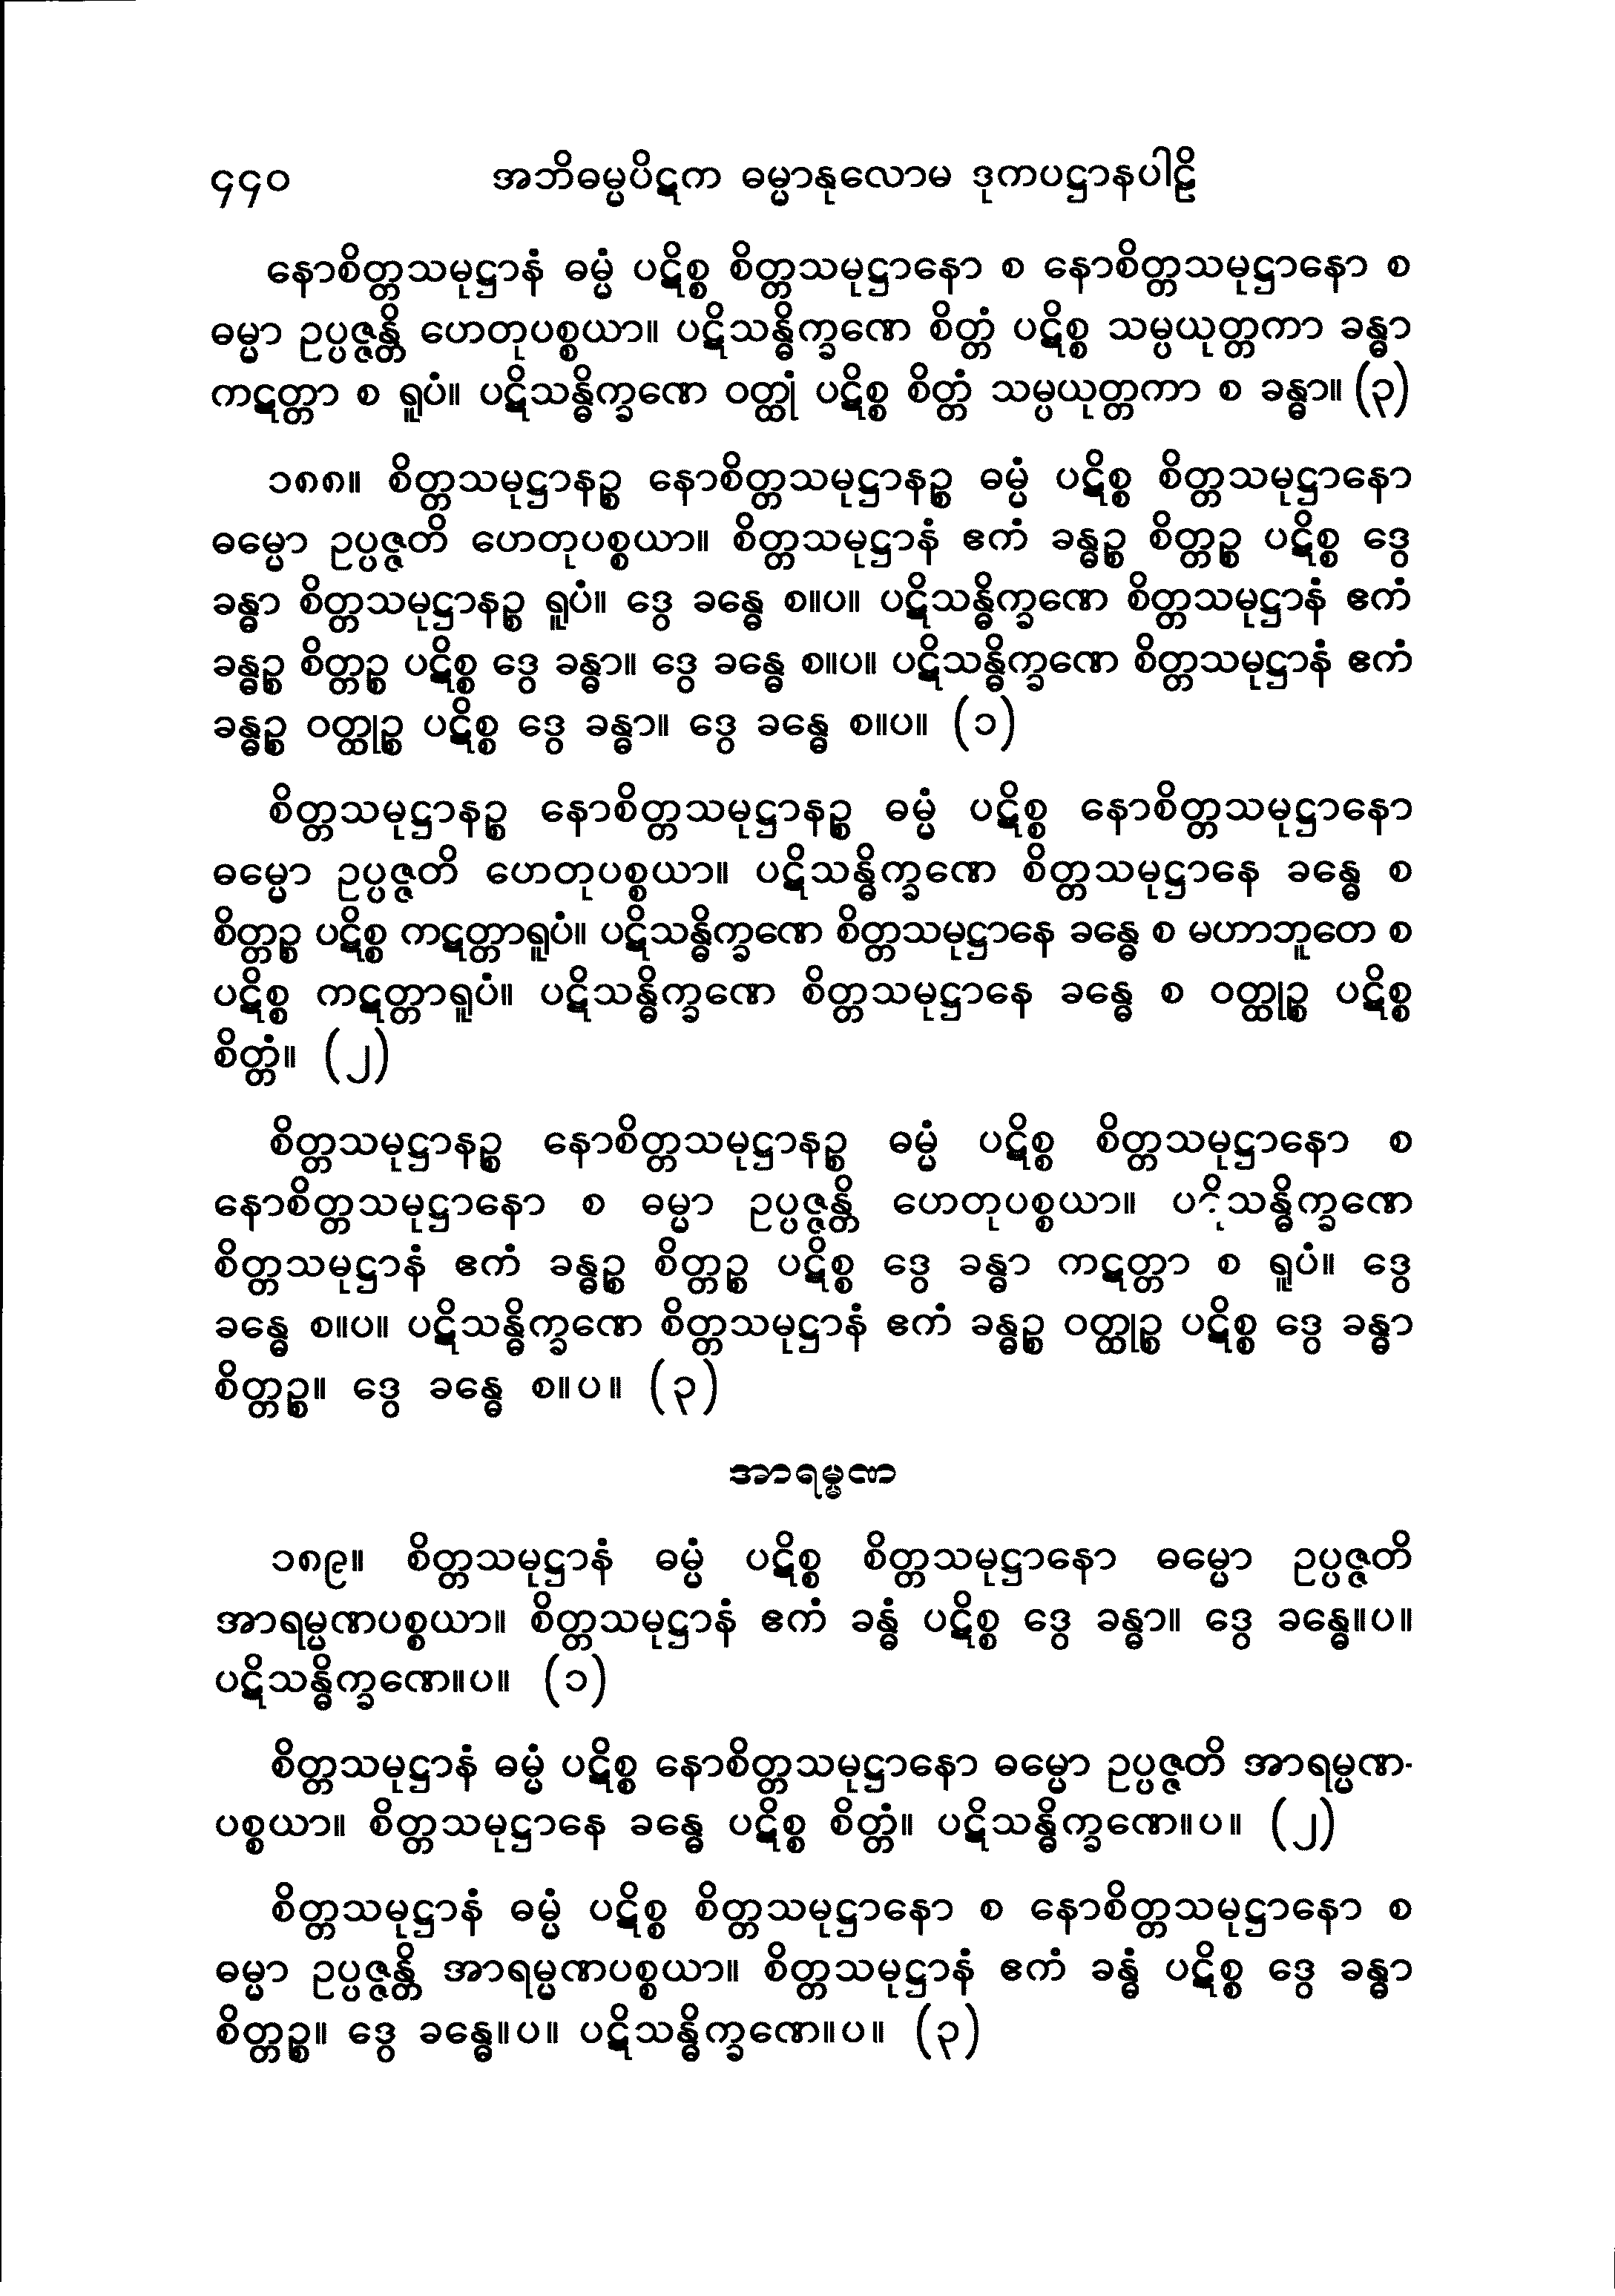 ၄၄၀ အဘိဓမ္မပိဋက ဓမ္မာနုလောမ ဒုကပဋ္ဌာနပါဠိ
နောစိတ္တသမုဋ္ဌာနံ ဓမ္မံ ပဋိစ္စ စိတ္တသမုဋ္ဌာနော စ နောစိတ္တသမုဋ္ဌာနော စ
ဓမ္မာ ဥပ္ပဇ္ဇန္တိ ဟေတုပစ္စယာ။ ပဋိသန္ဓိက္ခဏေ စိတ္တံ ပဋိစ္စ သမ္ပယုတ္တကာ ခန္ဓာ
ကဋတ္တာ စ ရူပံ။ ပဋိသန္ဓိက္ခဏေ ဝတ္ထုံ ပဋိစ္စ စိတ္တံ သမ္ပယုတ္တကာ စ ခန္ဓာ။ (၃)
၁၈၈။ စိတ္တသမုဋ္ဌာနဉ္စ နောစိတ္တသမုဋ္ဌာနဉ္စ ဓမ္မံ ပဋိစ္စ စိတ္တသမုဋ္ဌာနော
ဓမ္မော ဥပ္ပဇ္ဇတိ ဟေတုပစ္စယာ။ စိတ္တသမုဋ္ဌာနံ ဧကံ ခန္ဓဉ္စ စိတ္တဉ္စ ပဋိစ္စ ဒွေ
ခန္ဓာ စိတ္တသမုဋ္ဌာနဉ္စ ရူပံ။ ဒွေ ခန္ဓေ စ။ပ။ ပဋိသန္ဓိက္ခဏေ စိတ္တသမုဋ္ဌာနံ ဧကံ
ခန္ဓဉ္စ စိတ္တဉ္စ ပဋိစ္စ ဒွေ ခန္ဓာ။ ဒွေ ခန္ဓေ စ။ပ။ ပဋိသန္ဓိက္ခဏေ စိတ္တသမုဋ္ဌာနံ ဧကံ
ခန္ဓဉ္စ ဝတ္ထုဉ္စ ပဋိစ္စ ဒွေ ခန္ဓာ။ ဒွေ ခန္ဓေ စ။ပ။ (၁)
စိတ္တသမုဋ္ဌာနဉ္စ နောစိတ္တသမုဋ္ဌာနဉ္စ ဓမ္မံ ပဋိစ္စ နောစိတ္တသမုဋ္ဌာနော
ဓမ္မော ဥပ္ပဇ္ဇတိ ဟေတုပစ္စယာ။ ပဋိသန္ဓိက္ခဏေ စိတ္တသမုဋ္ဌာနေ ခန္ဓေ စ
စိတ္တဉ္စ ပဋိစ္စ ကဋတ္တာရူပံ။ ပဋိသန္ဓိက္ခဏေ စိတ္တသမုဋ္ဌာနေ ခန္ဓေ စ မဟာဘူတေ စ
ပဋိစ္စ ကဋတ္တာရူပံ။ ပဋိသန္ဓိက္ခဏေ စိတ္တသမုဋ္ဌာနေ ခန္ဓေ စ ဝတ္ထုဉ္စ ပဋိစ္စ
စိတ္တံ။ (၂)
စိတ္တသမုဋ္ဌာနဉ္စ နောစိတ္တသမုဋ္ဌာနဉ္စ ဓမ္မံ ပဋိစ္စ စိတ္တသမုဋ္ဌာနော စ
နောစိတ္တသမုဋ္ဌာနော စ ဓမ္မာ ဥပ္ပဇ္ဇန္တိ ဟေတုပစ္စယာ။
စိတ္တသမုဋ္ဌာနံ ဧကံ ခန္ဓဉ္စ စိတ္တဉ္စ ပဋိစ္စ ဒွေ ခန္ဓာ ကဋတ္တာ စ ရူပံ။ ဒွေ
ခန္ဓေ စ။ပ။ ပဋိသန္ဓိက္ခဏေ စိတ္တသမုဋ္ဌာနံ ဧကံ ခန္ဓဉ္စ ဝတ္ထုဉ္စ ပဋိစ္စ ဒွေ ခန္ဓာ
စိတ္တဉ္စ။ ဒွေ ခန္ဓေ စ။ပ။ (၃)
အာရမ္မဏ
၁၈၉။ စိတ္တသမုဋ္ဌာနံ ဓမ္မံ ပဋိစ္စ စိတ္တသမုဋ္ဌာနော ဓမ္မော ဥပ္ပဇ္ဇတိ
အာရမ္မဏပစ္စယာ။ စိတ္တသမုဋ္ဌာနံ ဧကံ ခန္ဓံ ပဋိစ္စ ဒွေ ခန္ဓာ။ ဒွေ ခန္ဓေ။ပ။
ပဋိသန္ဓိက္ခဏေ။ပ။ (၁)
စိတ္တသမုဋ္ဌာနံ ဓမ္မံ ပဋိစ္စ နောစိတ္တသမုဋ္ဌာနော ဓမ္မော ဥပ္ပဇ္ဇတိ အာရမ္မဏ-
ပစ္စယာ။ စိတ္တသမုဋ္ဌာနေ ခန္ဓေ ပဋိစ္စ စိတ္တံ။ ပဋိသန္ဓိက္ခဏေ။ပ။ (၂)
စိတ္တသမုဋ္ဌာနံ ဓမ္မံ ပဋိစ္စ စိတ္တသမုဋ္ဌာနော စ နောစိတ္တသမုဋ္ဌာနော စ
ဓမ္မာ ဥပ္ပဇ္ဇန္တိ အာရမ္မဏပစ္စယာ။ စိတ္တသမုဋ္ဌာနံ ဧကံ ခန္ဓံ ပဋိစ္စ ဒွေ ခန္ဓာ
စိတ္တဉ္စ။ ဒွေ ခန္ဓေ။ပ။ ပဋိသန္ဓိက္ခဏေ။ပ။ (၃)